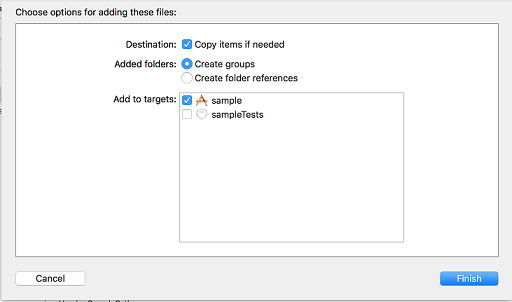 Choose options for adding these files:
Destination: Copy items if needed
Added folders: Create groups
Create folder references
Add to targets: sample
sampleTests
Cancel Finish